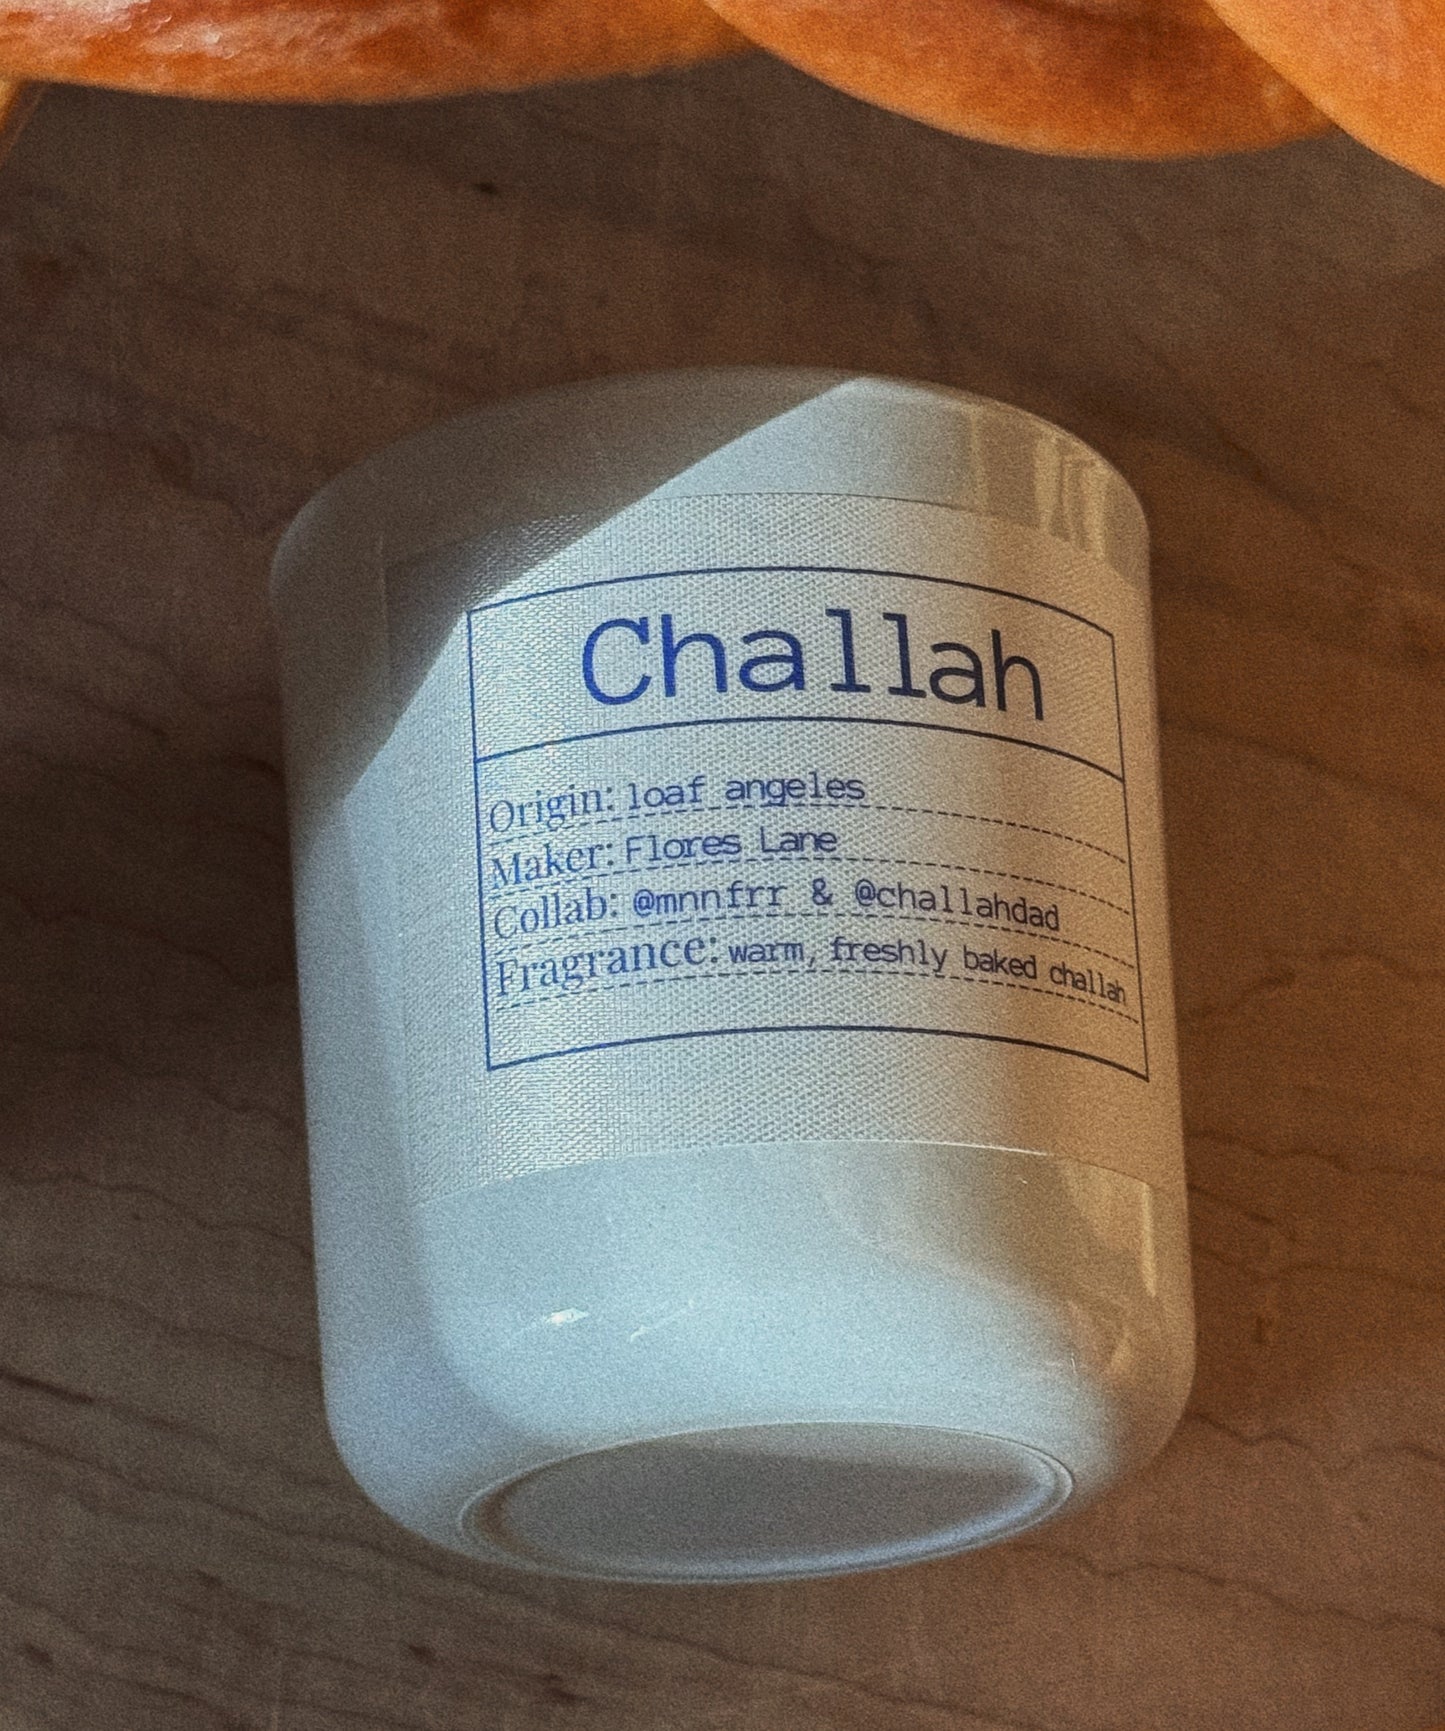 Challah
Origin: loaf angeles
Maker: Flores Lane
Collab: @mnnfrr & @challahdad
Fragrance: warm, freshly baked challah